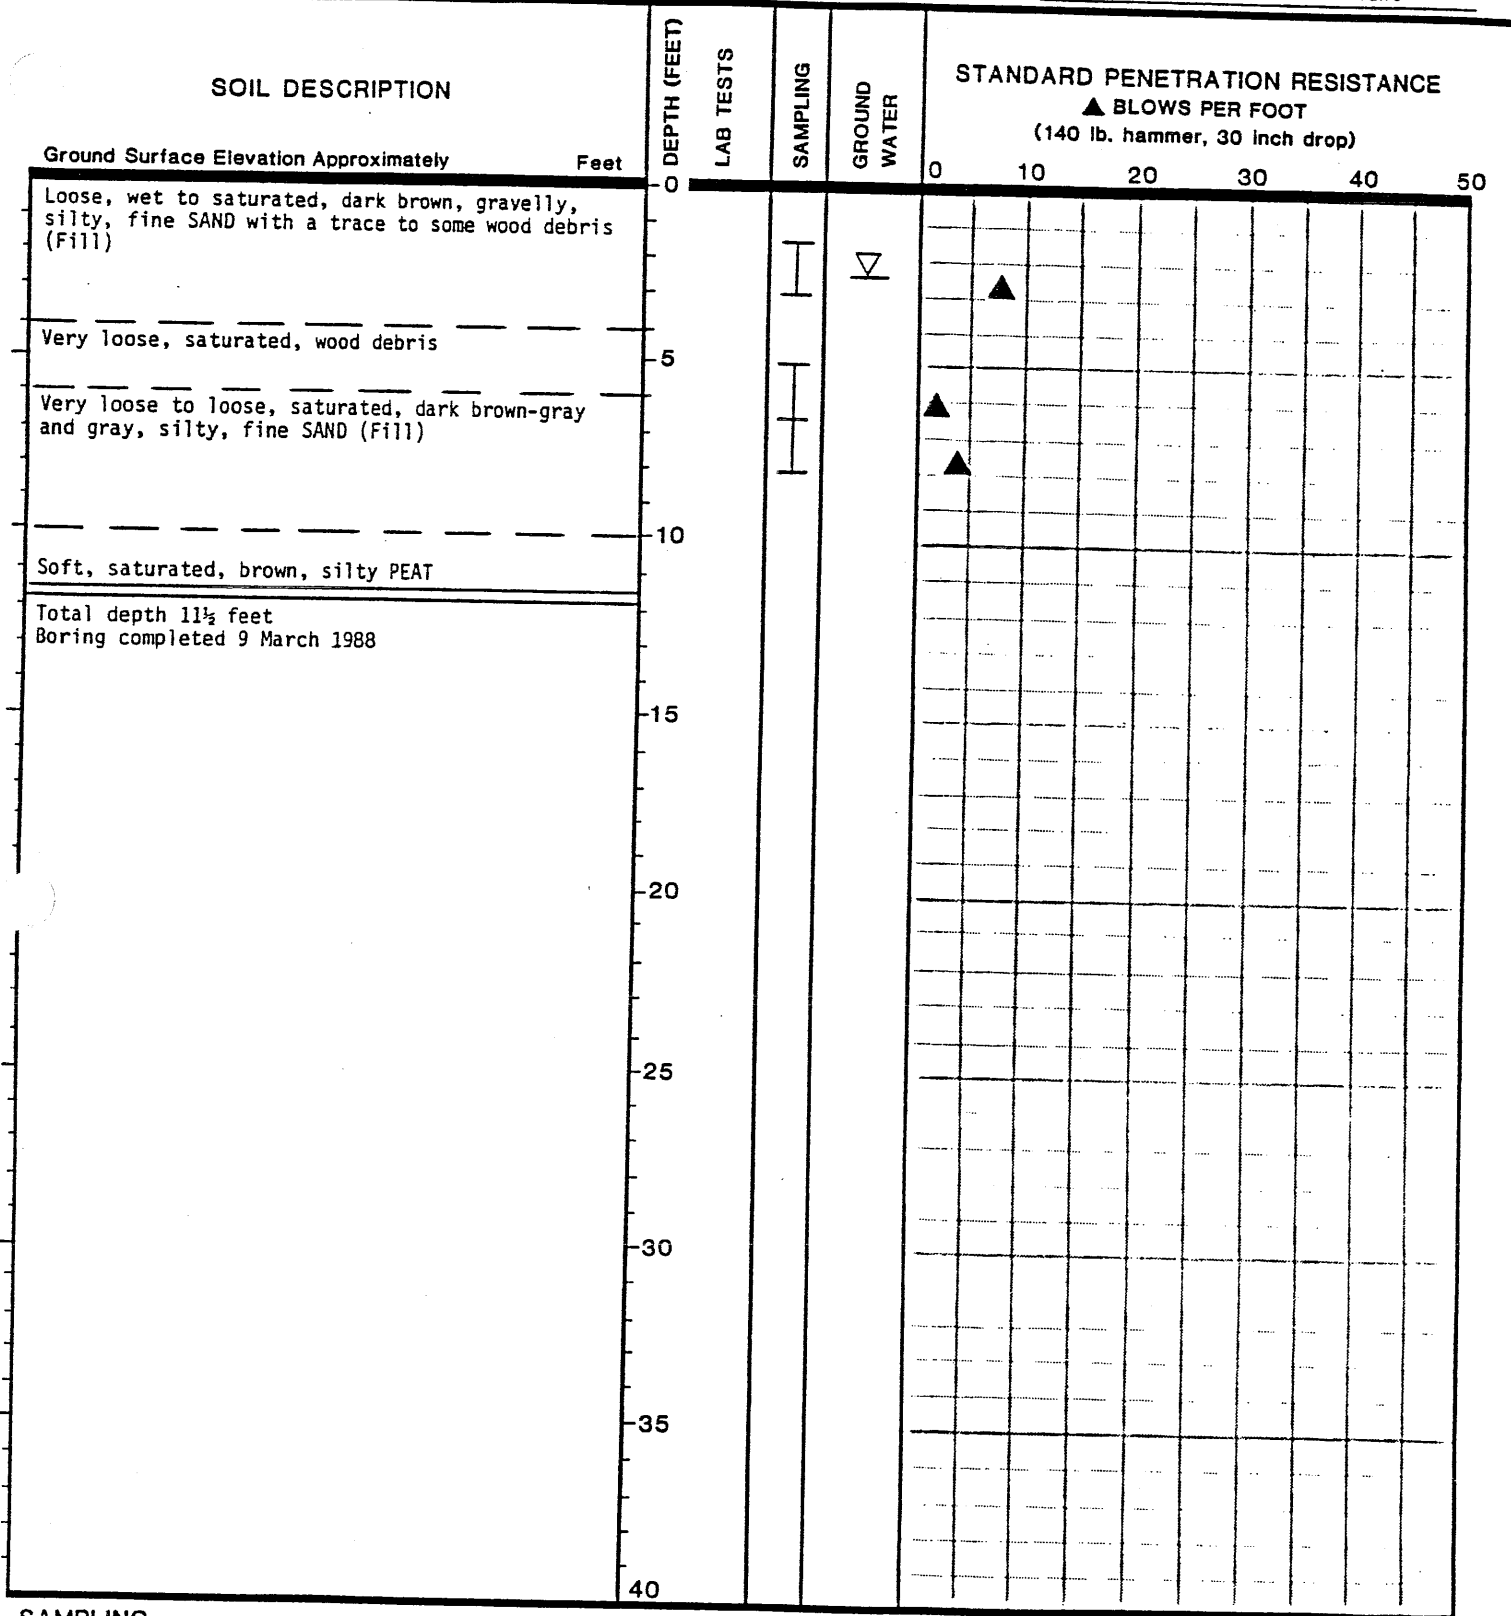 SOIL DESCRIPTION
Ground Surface Elevation Approximately Feet
DEPTH (FEET)
LAB TESTS
SAMPLING
GROUND
WATER
STANDARD PENETRATION RESISTANCE
▲ BLOWS PER FOOT
(140 lb. hammer, 30 inch drop)
0 10 20 30 40 50
Loose, wet to saturated, dark brown, gravelly,
silty, fine SAND with a trace to some wood debris
(Fill)
Very loose, saturated, wood debris
Very loose to loose, saturated, dark brown-gray
and gray, silty, fine SAND (Fill)
Soft, saturated, brown, silty PEAT
Total depth 11½ feet
Boring completed 9 March 1988
0
5
10
15
20
25
30
35
40
SAMPLING